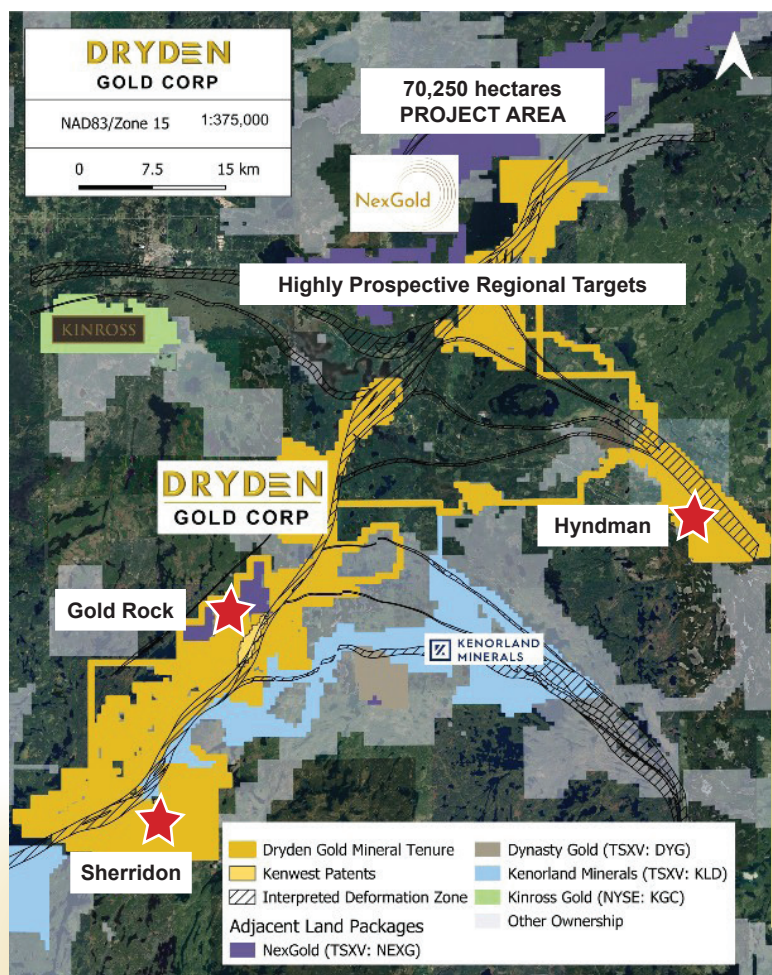 DRYDEN
GOLD CORP
NAD83/Zone 15 1:375,000
0 7.5 15 km
70,250 hectares
PROJECT AREA
NexGold
Highly Prospective Regional Targets
KINROSS
DRYDEN
GOLD CORP
Hyndman
Gold Rock
KENORLAND
MINERALS
Sherridon
Dryden Gold Mineral Tenure
Kenwest Patents
Interpreted Deformation Zone
Adjacent Land Packages
NexGold (TSXV: NEXG)
Dynasty Gold (TSXV: DYG)
Kenorland Minerals (TSXV: KLD)
Kinross Gold (NYSE: KGC)
Other Ownership